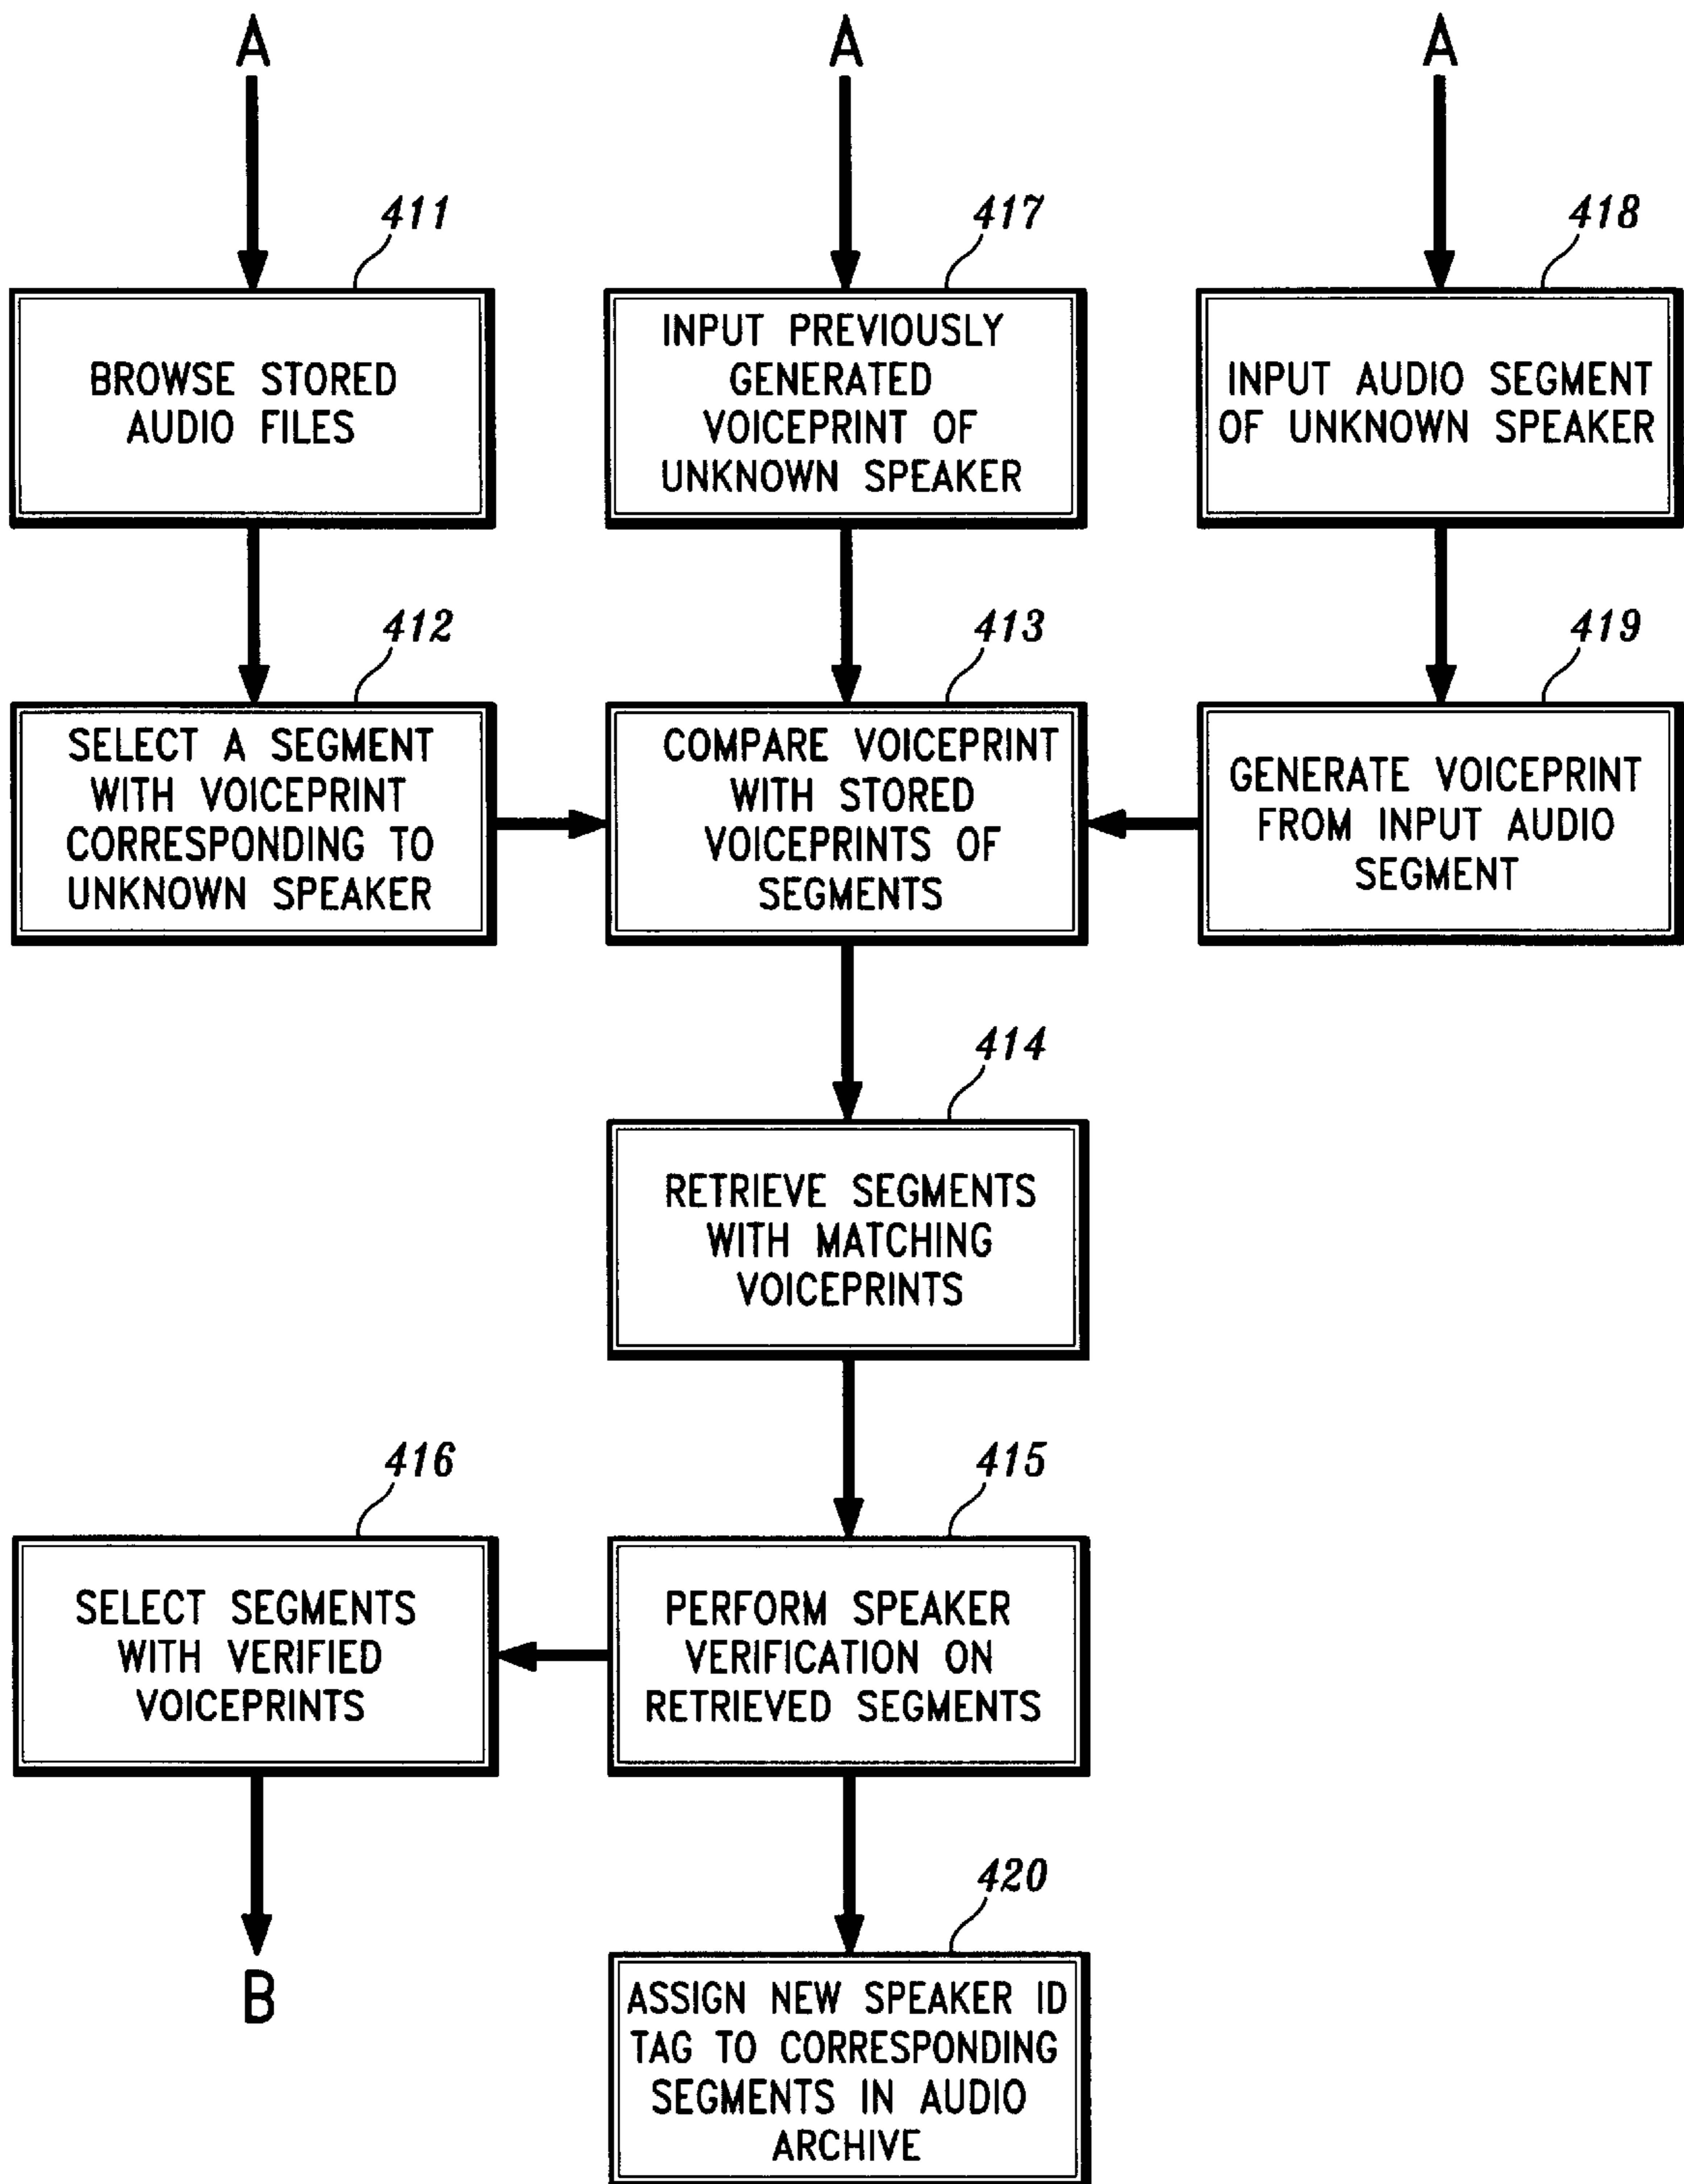 A
A
A
411
417
418
BROWSE STORED
AUDIO FILES
INPUT PREVIOUSLY
GENERATED
VOICEPRINT OF
UNKNOWN SPEAKER
INPUT AUDIO SEGMENT
OF UNKNOWN SPEAKER
412
413
419
SELECT A SEGMENT
WITH VOICEPRINT
CORRESPONDING TO
UNKNOWN SPEAKER
COMPARE VOICEPRINT
WITH STORED
VOICEPRINTS OF
SEGMENTS
GENERATE VOICEPRINT
FROM INPUT AUDIO
SEGMENT
414
RETRIEVE SEGMENTS
WITH MATCHING
VOICEPRINTS
416
415
SELECT SEGMENTS
WITH VERIFIED
VOICEPRINTS
PERFORM SPEAKER
VERIFICATION ON
RETRIEVED SEGMENTS
B
420
ASSIGN NEW SPEAKER ID
TAG TO CORRESPONDING
SEGMENTS IN AUDIO
ARCHIVE